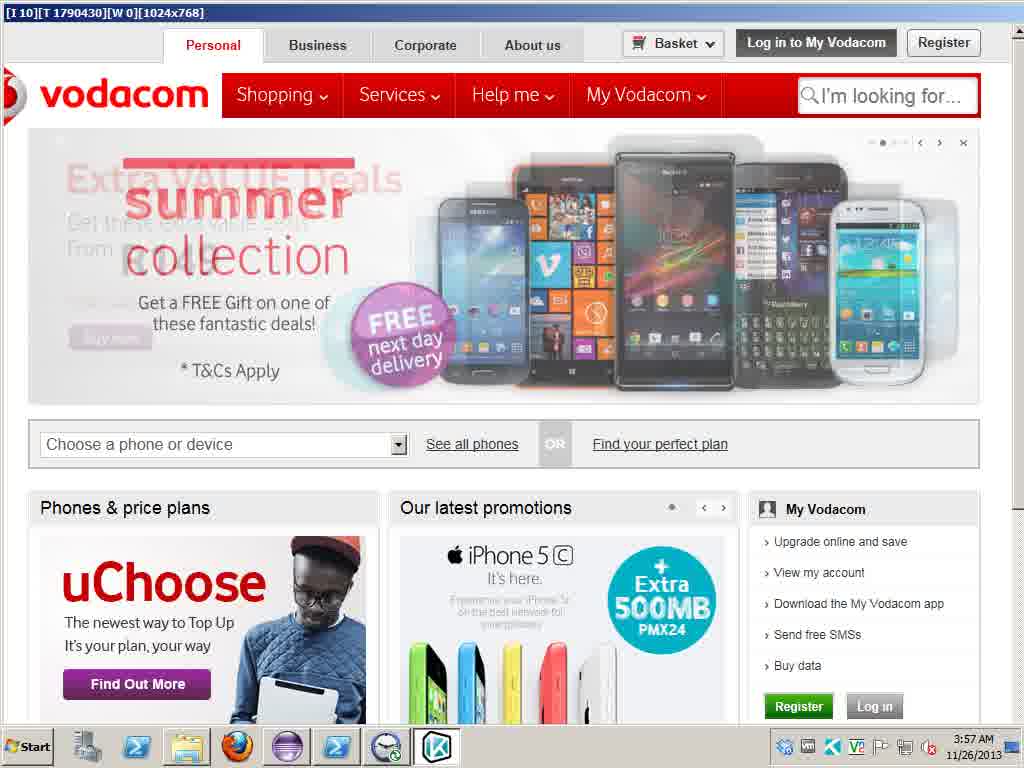 [I 10][T 1790430][W 0][1024x768]
Personal
Business
Corporate
About us
Basket
Log in to My Vodacom
Register
vodacom
Shopping
Services
Help me
My Vodacom
I'm looking for...
Extra VALUE Deals
summer
Get these
From
collection
Get a FREE Gift on one of
these fantastic deals!
Buy now
* T&Cs Apply
FREE
next day
delivery
SAMSUNG
SONY
BlackBerry
Choose a phone or device
See all phones
OR
Find your perfect plan
Phones & price plans
uChoose
The newest way to Top Up
It's your plan, your way
Find Out More
Our latest promotions
iPhone 5C
It's here.
Experience your iPhone 5c
on the best network for
smartphones
+
Extra
500MB
PMX24
My Vodacom
› Upgrade online and save
› View my account
› Download the My Vodacom app
› Send free SMSs
› Buy data
Register
Log in
Start
3:57 AM
11/26/2013